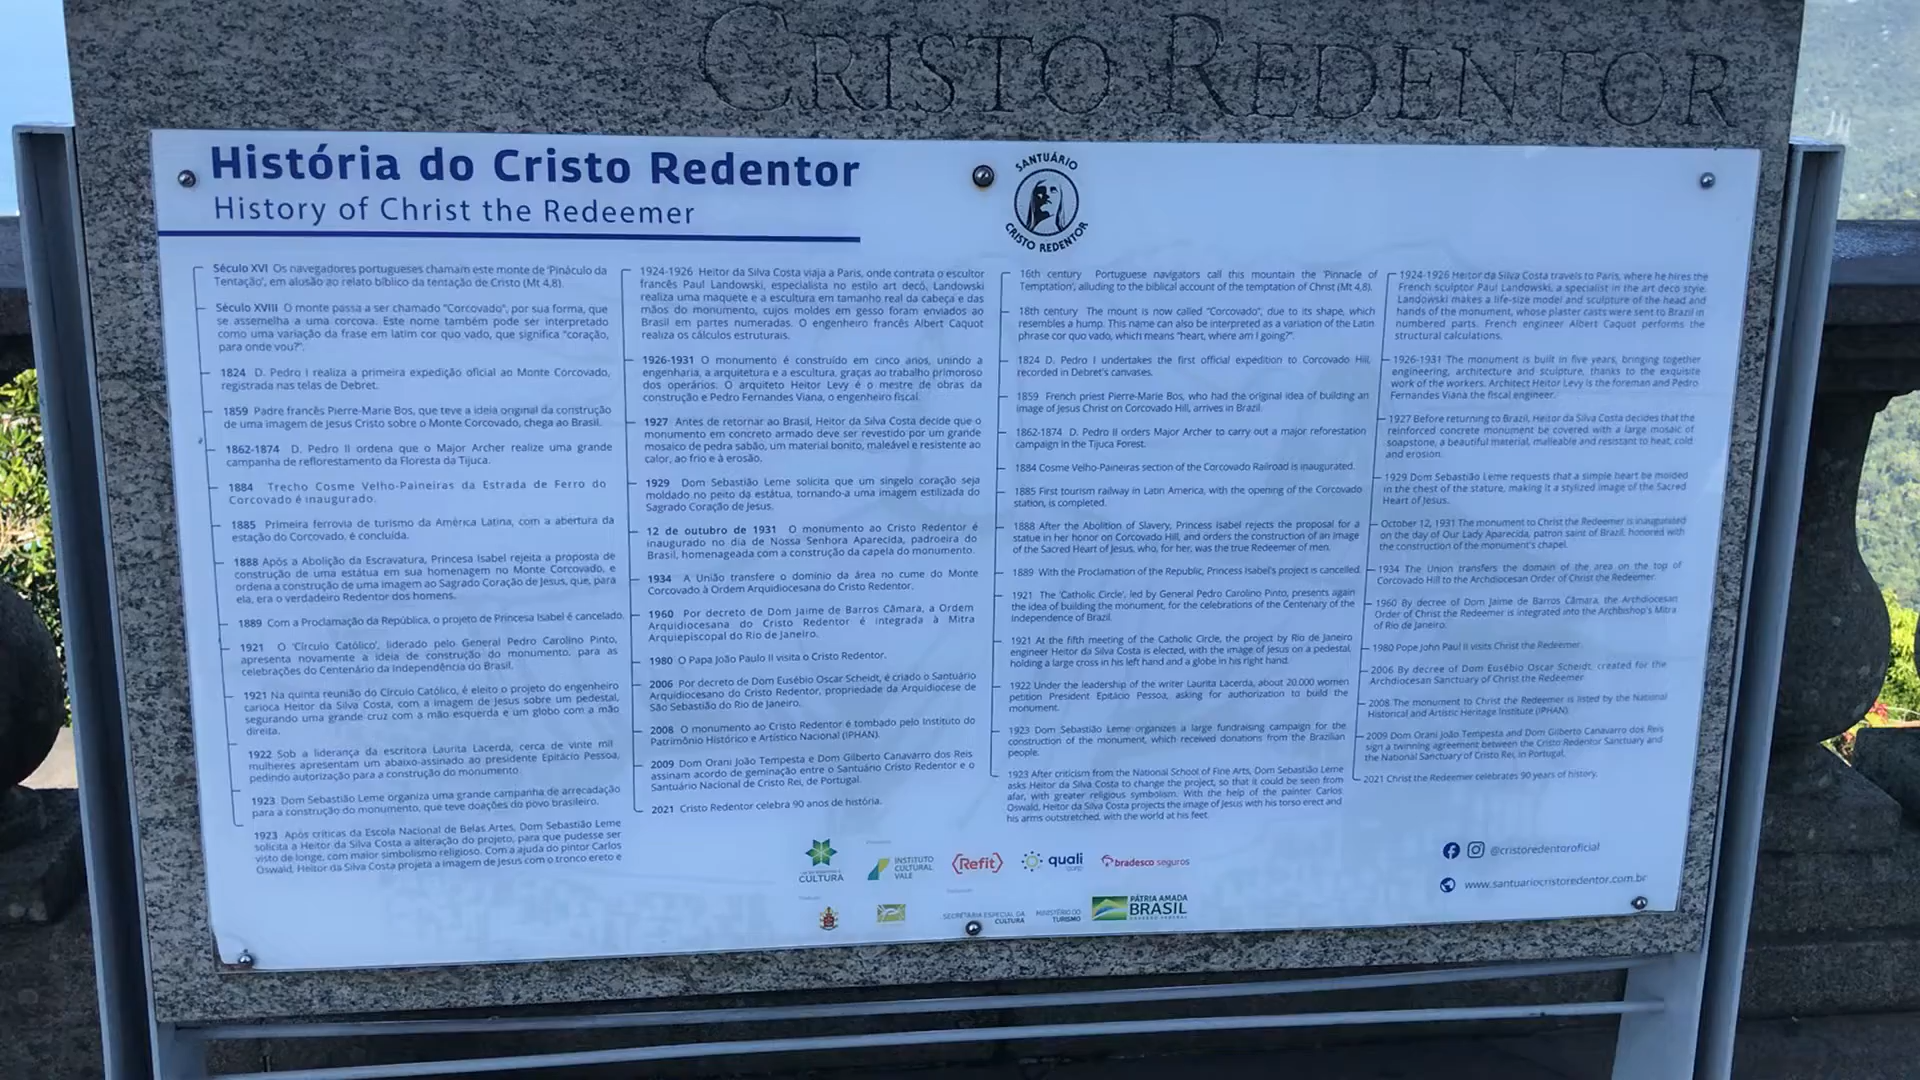 CRISTO REDENTOR
História do Cristo Redentor
History of Christ the Redeemer
SANTUÁRIO
CRISTO REDENTOR
Século XVI Os navegadores portugueses chamam este monte de 'Pináculo da
Tentação', em alusão ao relato bíblico da tentação de Cristo (Mt 4,8).
Século XVIII O monte passa a ser chamado "Corcovado", por sua forma, que
se assemelha a uma corcova. Este nome também pode ser interpretado
como uma variação da frase em latim cor quo vado, que significa "coração,
para onde vou?".
1824 D. Pedro I realiza a primeira expedição oficial ao Monte Corcovado,
registrada nas telas de Debret.
1859 Padre francês Pierre-Marie Bos, que teve a ideia original da construção
de uma imagem de Jesus Cristo sobre o Monte Corcovado, chega ao Brasil.
1862-1874 D. Pedro II ordena que o Major Archer realize uma grande
campanha de reflorestamento da Floresta da Tijuca.
1884 Trecho Cosme Velho-Paineiras da Estrada de Ferro do
Corcovado é inaugurado.
1885 Primeira ferrovia de turismo da América Latina, com a abertura da
estação do Corcovado, é concluída.
1888 Após a Abolição da Escravatura, Princesa Isabel rejeita a proposta de
construção de uma estátua em sua homenagem no Monte Corcovado, e
ordena a construção de uma imagem ao Sagrado Coração de Jesus, que, para
ela, era o verdadeiro Redentor dos homens.
1889 Com a Proclamação da República, o projeto de Princesa Isabel é cancelado.
1921 O 'Círculo Católico', liderado pelo General Pedro Carolino Pinto,
apresenta novamente a ideia de construção do monumento, para as
celebrações do Centenário da Independência do Brasil.
1921 Na quinta reunião do Círculo Católico, é eleito o projeto do engenheiro
carioca Heitor da Silva Costa, com a imagem de Jesus sobre um pedestal,
segurando uma grande cruz com a mão esquerda e um globo com a mão
direita.
1922 Sob a liderança da escritora Laurita Lacerda, cerca de vinte mil
mulheres apresentam um abaixo-assinado ao presidente Epitácio Pessoa,
pedindo autorização para a construção do monumento.
1923 Dom Sebastião Leme organiza uma grande campanha de arrecadação
para a construção do monumento, que teve doações do povo brasileiro.
1923 Após críticas da Escola Nacional de Belas Artes, Dom Sebastião Leme
solicita a Heitor da Silva Costa a alteração do projeto, para que pudesse ser
visto de longe, com maior simbolismo religioso. Com a ajuda do pintor Carlos
Oswald, Heitor da Silva Costa projeta a imagem de Jesus com o tronco ereto e
1924-1926 Heitor da Silva Costa viaja a Paris, onde contrata o escultor
francês Paul Landowski, especialista no estilo art decó, Landowski
realiza uma maquete e a escultura em tamanho real da cabeça e das
mãos do monumento, cujos moldes em gesso foram enviados ao
Brasil em partes numeradas. O engenheiro francês Albert Caquot
realiza os cálculos estruturais.
1926-1931 O monumento é construído em cinco anos, unindo a
engenharia, a arquitetura e a escultura, graças ao trabalho primoroso
dos operários. O arquiteto Heitor Levy é o mestre de obras da
construção e Pedro Fernandes Viana, o engenheiro fiscal.
1927 Antes de retornar ao Brasil, Heitor da Silva Costa decide que o
monumento em concreto armado deve ser revestido por um grande
mosaico de pedra sabão, um material bonito, maleável e resistente ao
calor, ao frio e à erosão.
1929 Dom Sebastião Leme solicita que um singelo coração seja
moldado no peito da estátua, tornando-a uma imagem estilizada do
Sagrado Coração de Jesus.
12 de outubro de 1931 O monumento ao Cristo Redentor é
inaugurado no dia de Nossa Senhora Aparecida, padroeira do
Brasil, homenageada com a construção da capela do monumento.
1934 A União transfere o domínio da área no cume do Monte
Corcovado à Ordem Arquidiocesana do Cristo Redentor.
1960 Por decreto de Dom Jaime de Barros Câmara, a Ordem
Arquidiocesana do Cristo Redentor é integrada à Mitra
Arquiepiscopal do Rio de Janeiro.
1980 O Papa João Paulo II visita o Cristo Redentor.
2006 Por decreto de Dom Eusébio Oscar Scheidt, é criado o Santuário
Arquidiocesano do Cristo Redentor, propriedade da Arquidiocese de
São Sebastião do Rio de Janeiro.
2008 O monumento ao Cristo Redentor é tombado pelo Instituto do
Patrimônio Histórico e Artístico Nacional (IPHAN).
2009 Dom Orani João Tempesta e Dom Gilberto Canavarro dos Reis
assinam acordo de geminação entre o Santuário Cristo Redentor e o
Santuário Nacional de Cristo Rei, de Portugal.
2021 Cristo Redentor celebra 90 anos de história.
16th century Portuguese navigators call this mountain the 'Pinnacle of
Temptation', alluding to the biblical account of the temptation of Christ (Mt 4,8).
18th century The mount is now called "Corcovado", due to its shape, which
resembles a hump. This name can also be interpreted as a variation of the Latin
phrase cor quo vado, which means "heart, where am I going?".
1824 D. Pedro I undertakes the first official expedition to Corcovado Hill,
recorded in Debret's canvases.
1859 French priest Pierre-Marie Bos, who had the original idea of building an
image of Jesus Christ on Corcovado Hill, arrives in Brazil.
1862-1874 D. Pedro II orders Major Archer to carry out a major reforestation
campaign in the Tijuca Forest.
1884 Cosme Velho-Paineiras section of the Corcovado Railroad is inaugurated.
1885 First tourism railway in Latin America, with the opening of the Corcovado
station, is completed.
1888 After the Abolition of Slavery, Princess Isabel rejects the proposal for a
statue in her honor on Corcovado Hill, and orders the construction of an image
of the Sacred Heart of Jesus, who, for her, was the true Redeemer of men.
1889 With the Proclamation of the Republic, Princess Isabel's project is cancelled.
1921 The 'Catholic Circle', led by General Pedro Carolino Pinto, presents again
the idea of building the monument, for the celebrations of the Centenary of the
Independence of Brazil.
1921 At the fifth meeting of the Catholic Circle, the project by Rio de Janeiro
engineer Heitor da Silva Costa is elected, with the image of Jesus on a pedestal,
holding a large cross in his left hand and a globe in his right hand.
1922 Under the leadership of the writer Laurita Lacerda, about 20.000 women
petition President Epitácio Pessoa, asking for authorization to build the
monument.
1923 Dom Sebastião Leme organizes a large fundraising campaign for the
construction of the monument, which received donations from the Brazilian
people.
1923 After criticism from the National School of Fine Arts, Dom Sebastião Leme
asks Heitor da Silva Costa to change the project, so that it could be seen from
afar, with greater religious symbolism. With the help of the painter Carlos
Oswald, Heitor da Silva Costa projects the image of Jesus with his torso erect and
his arms outstretched, with the world at his feet.
1924-1926 Heitor da Silva Costa travels to Paris, where he hires the
French sculptor Paul Landowski, a specialist in the art deco style.
Landowski makes a life-size model and sculpture of the head and
hands of the monument, whose plaster casts were sent to Brazil in
numbered parts. French engineer Albert Caquot performs the
structural calculations.
1926-1931 The monument is built in five years, bringing together
engineering, architecture and sculpture, thanks to the exquisite
work of the workers. Architect Heitor Levy is the foreman and Pedro
Fernandes Viana the fiscal engineer.
1927 Before returning to Brazil, Heitor da Silva Costa decides that the
reinforced concrete monument be covered with a large mosaic of
soapstone, a beautiful material, malleable and resistant to heat, cold
and erosion.
1929 Dom Sebastião Leme requests that a simple heart be molded
in the chest of the stature, making it a stylized image of the Sacred
Heart of Jesus.
October 12, 1931 The monument to Christ the Redeemer is inaugurated
on the day of Our Lady Aparecida, patron saint of Brazil, honored with
the construction of the monument's chapel.
1934 The Union transfers the domain of the area on the top of
Corcovado Hill to the Archdiocesan Order of Christ the Redeemer.
1960 By decree of Dom Jaime de Barros Câmara, the Archdiocesan
Order of Christ the Redeemer is integrated into the Archbishop's Mitra
of Rio de Janeiro.
1980 Pope John Paul II visits Christ the Redeemer.
2006 By decree of Dom Eusébio Oscar Scheidt, created for the
Archdiocesan Sanctuary of Christ the Redeemer
2008 The monument to Christ the Redeemer is listed by the National
Historical and Artistic Heritage Institute (IPHAN).
2009 Dom Orani João Tempesta and Dom Gilberto Canavarro dos Reis
sign a twinning agreement between the Cristo Redentor Sanctuary and
the National Sanctuary of Cristo Rei, in Portugal.
2021 Christ the Redeemer celebrates 90 years of history.
CULTURA
INSTITUTO
CULTURAL
VALE
Refit
quali
corp
bradesco seguros
SECRETARIA ESPECIAL DA
CULTURA
MINISTÉRIO DO
TURISMO
PÁTRIA AMADA
BRASIL
GOVERNO FEDERAL
@cristoredentoroficial
www.santuariocristoredentor.com.br